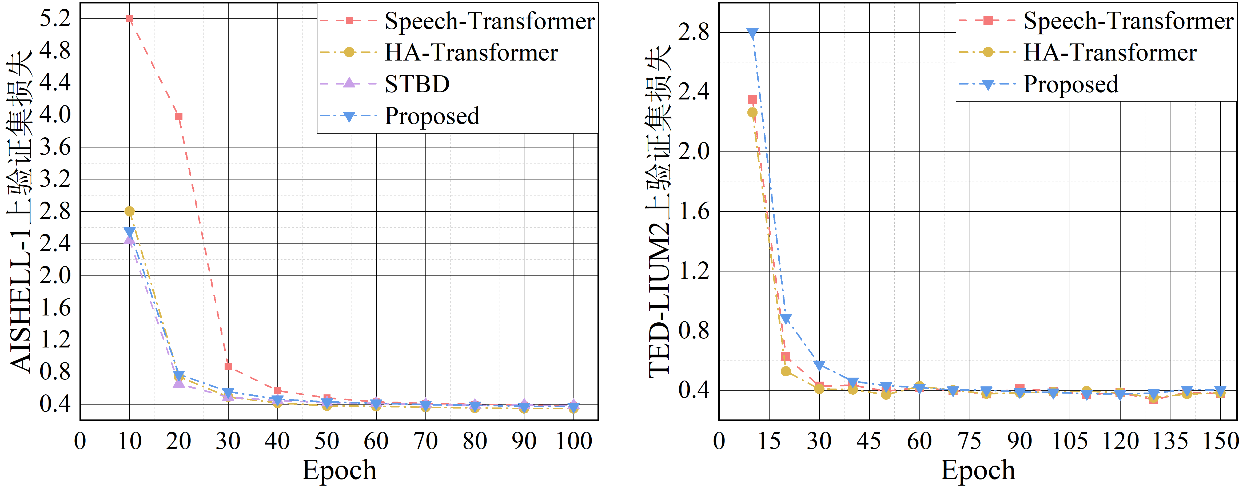 AISHELL-1上验证集损失
5.2
4.8
4.4
4.0
3.6
3.2
2.8
2.4
2.0
1.6
1.2
0.8
0.4
Speech-Transformer
HA-Transformer
STBD
Proposed
0 10 20 30 40 50 60 70 80 90 100
Epoch
TED-LIUM2上验证集损失
2.8
2.4
2.0
1.6
1.2
0.8
0.4
Speech-Transformer
HA-Transformer
Proposed
0 15 30 45 60 75 90 105 120 135 150
Epoch